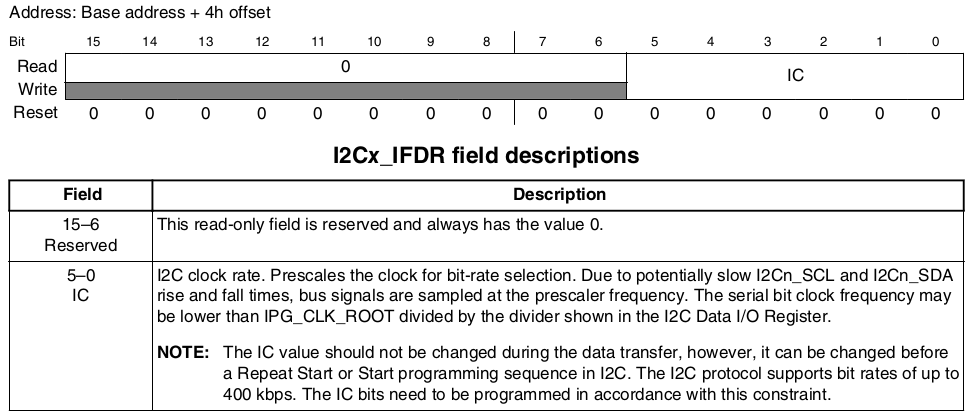 Address: Base address + 4h offset
Bit 15 14 13 12 11 10 9 8 7 6 5 4 3 2 1 0
Read 0 IC
Write
Reset 0 0 0 0 0 0 0 0 0 0 0 0 0 0 0 0
I2Cx_IFDR field descriptions
Field Description
15–6 This read-only field is reserved and always has the value 0.
Reserved
5–0 I2C clock rate. Prescales the clock for bit-rate selection. Due to potentially slow I2Cn_SCL and I2Cn_SDA
IC rise and fall times, bus signals are sampled at the prescaler frequency. The serial bit clock frequency may
be lower than IPG_CLK_ROOT divided by the divider shown in the I2C Data I/O Register.
NOTE: The IC value should not be changed during the data transfer, however, it can be changed before
a Repeat Start or Start programming sequence in I2C. The I2C protocol supports bit rates of up to
400 kbps. The IC bits need to be programmed in accordance with this constraint.